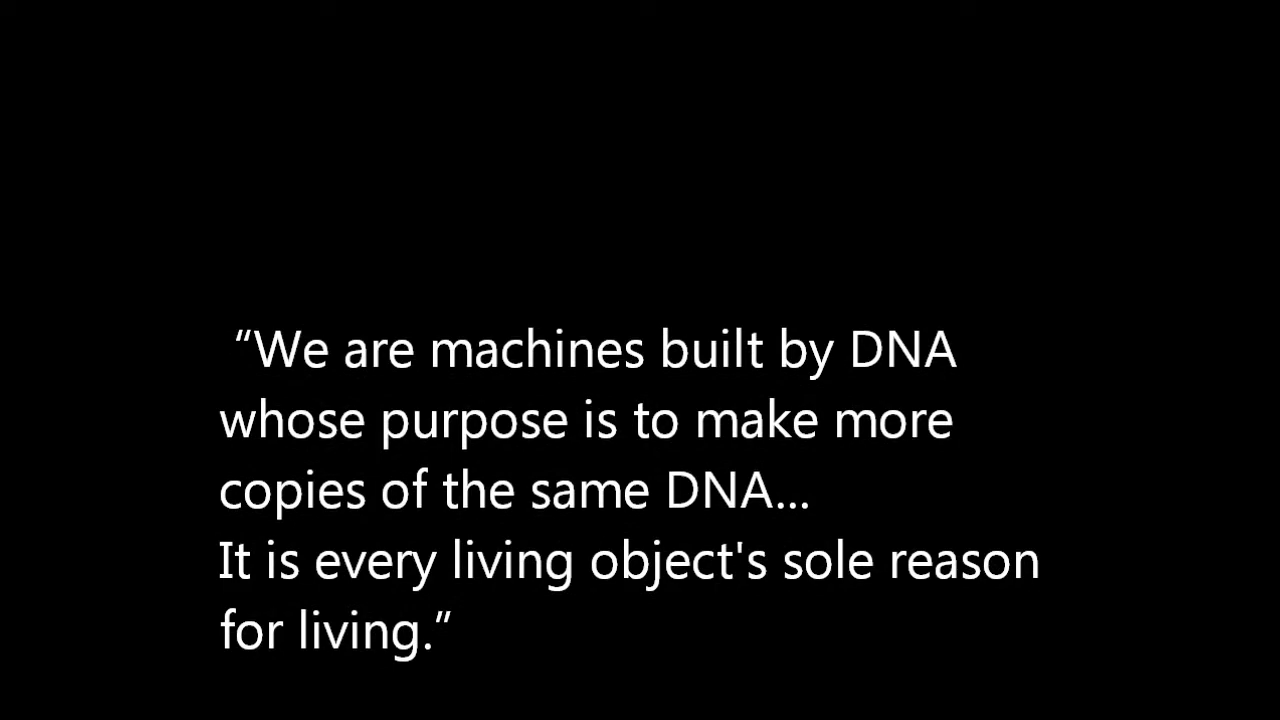 “We are machines built by DNA
whose purpose is to make more
copies of the same DNA...
It is every living object's sole reason
for living.”